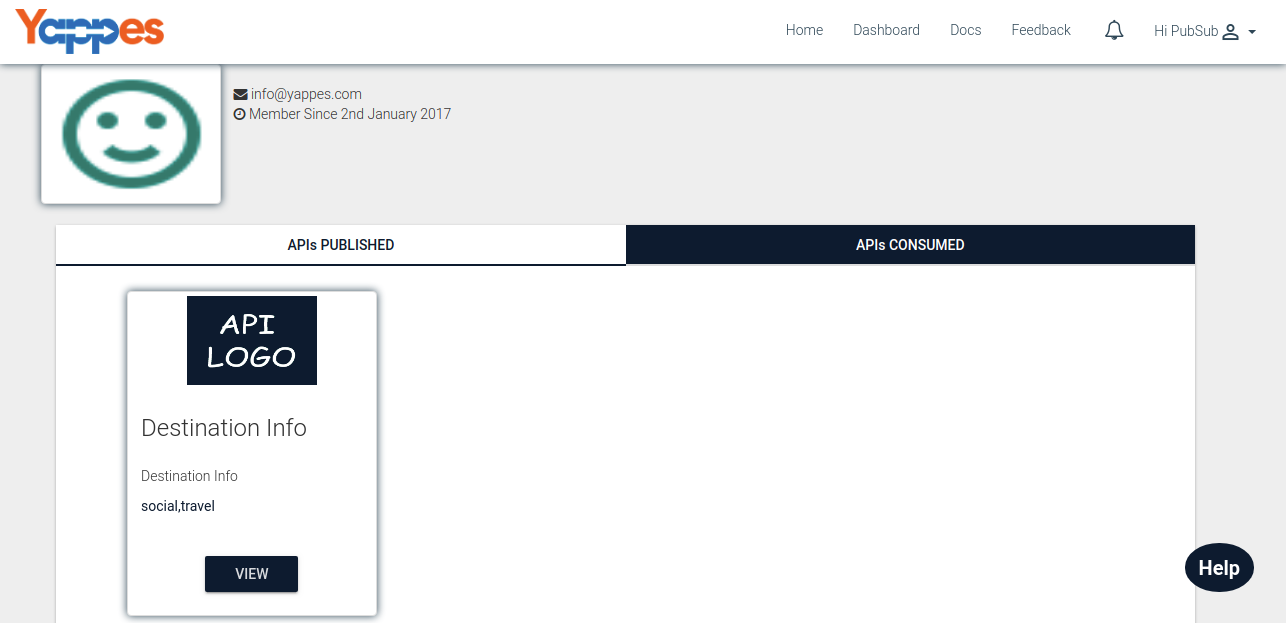 Yappes
Home Dashboard Docs Feedback Hi PubSub
info@yappes.com
Member Since 2nd January 2017
APIs PUBLISHED APIs CONSUMED
API
LOGO
Destination Info
Destination Info
social,travel
VIEW
Help